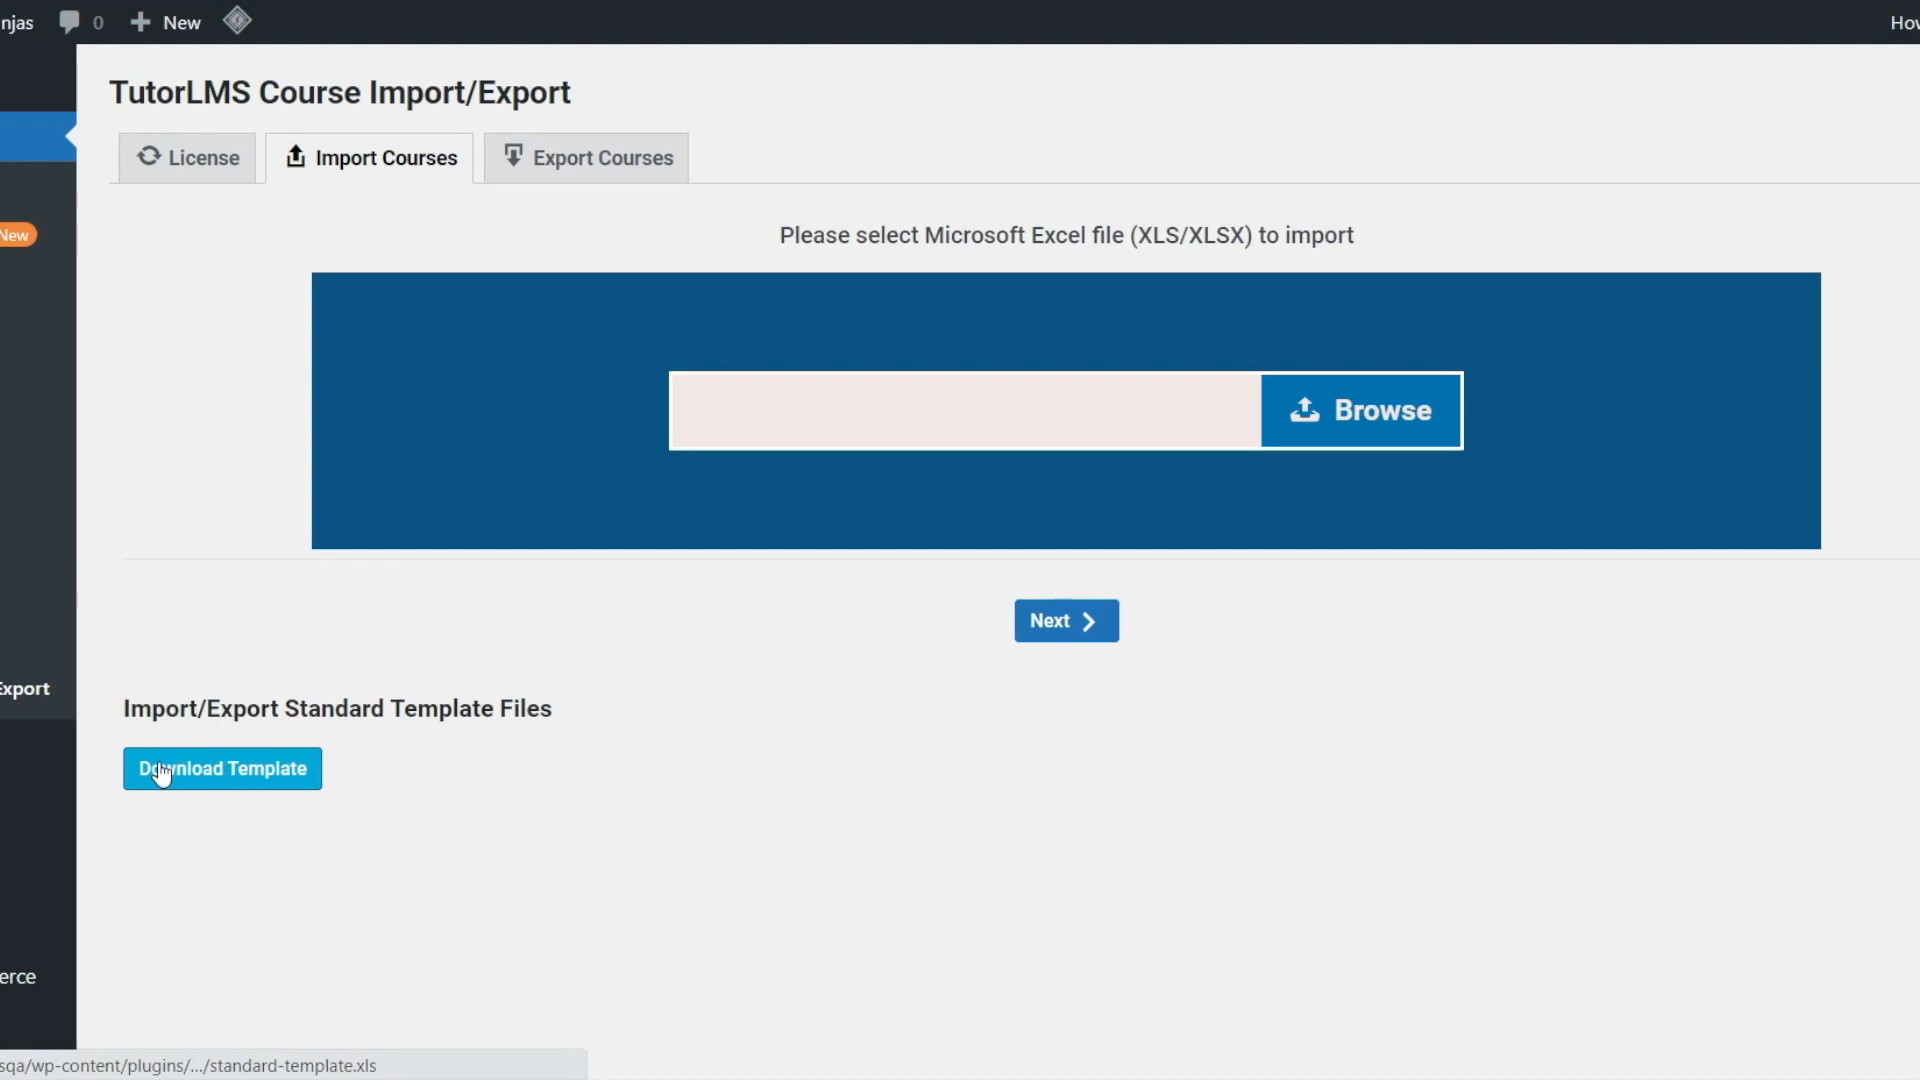 njas 0 New
TutorLMS Course Import/Export
License Import Courses Export Courses
New
Please select Microsoft Excel file (XLS/XLSX) to import
Browse
Next
Export
Import/Export Standard Template Files
Download Template
erce
sqa/wp-content/plugins/.../standard-template.xls